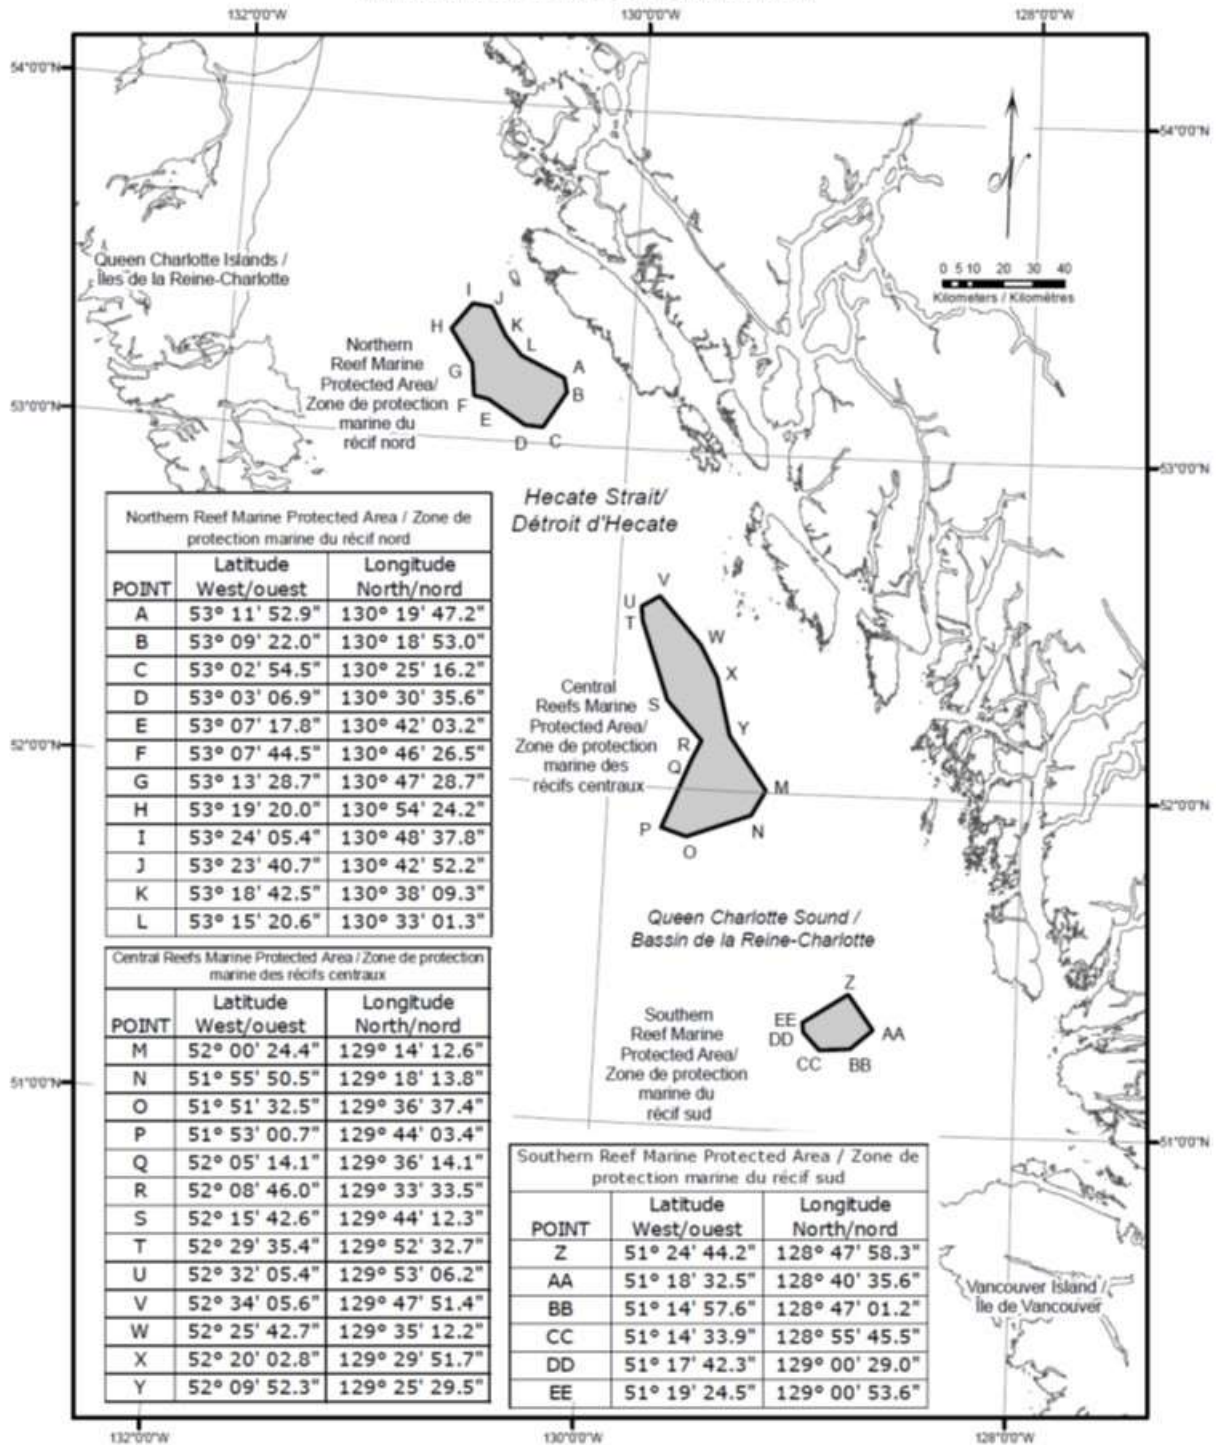 132°0'0"W 130°0'0"W 128°0'0"W
54°0'0"N
54°0'0"N
Queen Charlotte Islands /
Îles de la Reine-Charlotte
0 5 10 20 30 40
Kilometers / Kilomètres
I
J
H
K
L
Northern
Reef Marine
Protected Area/
Zone de protection
marine du
récif nord
G
A
B
F
E
D
C
53°0'0"N
53°0'0"N
Hecate Strait/
Détroit d'Hecate
Northern Reef Marine Protected Area / Zone de
protection marine du récif nord
POINT Latitude West/ouest Longitude North/nord
A 53° 11' 52.9" 130° 19' 47.2"
B 53° 09' 22.0" 130° 18' 53.0"
C 53° 02' 54.5" 130° 25' 16.2"
D 53° 03' 06.9" 130° 30' 35.6"
E 53° 07' 17.8" 130° 42' 03.2"
F 53° 07' 44.5" 130° 46' 26.5"
G 53° 13' 28.7" 130° 47' 28.7"
H 53° 19' 20.0" 130° 54' 24.2"
I 53° 24' 05.4" 130° 48' 37.8"
J 53° 23' 40.7" 130° 42' 52.2"
K 53° 18' 42.5" 130° 38' 09.3"
L 53° 15' 20.6" 130° 33' 01.3"
V
U
T
W
X
S
Y
R
Q
M
N
P
O
Central
Reefs Marine
Protected Area/
Zone de protection
marine des
récifs centraux
52°0'0"N
52°0'0"N
Queen Charlotte Sound /
Bassin de la Reine-Charlotte
Central Reefs Marine Protected Area / Zone de protection
marine des récifs centraux
POINT Latitude West/ouest Longitude North/nord
M 52° 00' 24.4" 129° 14' 12.6"
N 51° 55' 50.5" 129° 18' 13.8"
O 51° 51' 32.5" 129° 36' 37.4"
P 51° 53' 00.7" 129° 44' 03.4"
Q 52° 05' 14.1" 129° 36' 14.1"
R 52° 08' 46.0" 129° 33' 33.5"
S 52° 15' 42.6" 129° 44' 12.3"
T 52° 29' 35.4" 129° 52' 32.7"
U 52° 32' 05.4" 129° 53' 06.2"
V 52° 34' 05.6" 129° 47' 51.4"
W 52° 25' 42.7" 129° 35' 12.2"
X 52° 20' 02.8" 129° 29' 51.7"
Y 52° 09' 52.3" 129° 25' 29.5"
Z
EE
DD
AA
CC
BB
Southern
Reef Marine
Protected Area/
Zone de protection
marine du
récif sud
51°0'0"N
51°0'0"N
Southern Reef Marine Protected Area / Zone de
protection marine du récif sud
POINT Latitude West/ouest Longitude North/nord
Z 51° 24' 44.2" 128° 47' 58.3"
AA 51° 18' 32.5" 128° 40' 35.6"
BB 51° 14' 57.6" 128° 47' 01.2"
CC 51° 14' 33.9" 128° 55' 45.5"
DD 51° 17' 42.3" 129° 00' 29.0"
EE 51° 19' 24.5" 129° 00' 53.6"
Vancouver Island /
Île de Vancouver
132°0'0"W 130°0'0"W 128°0'0"W